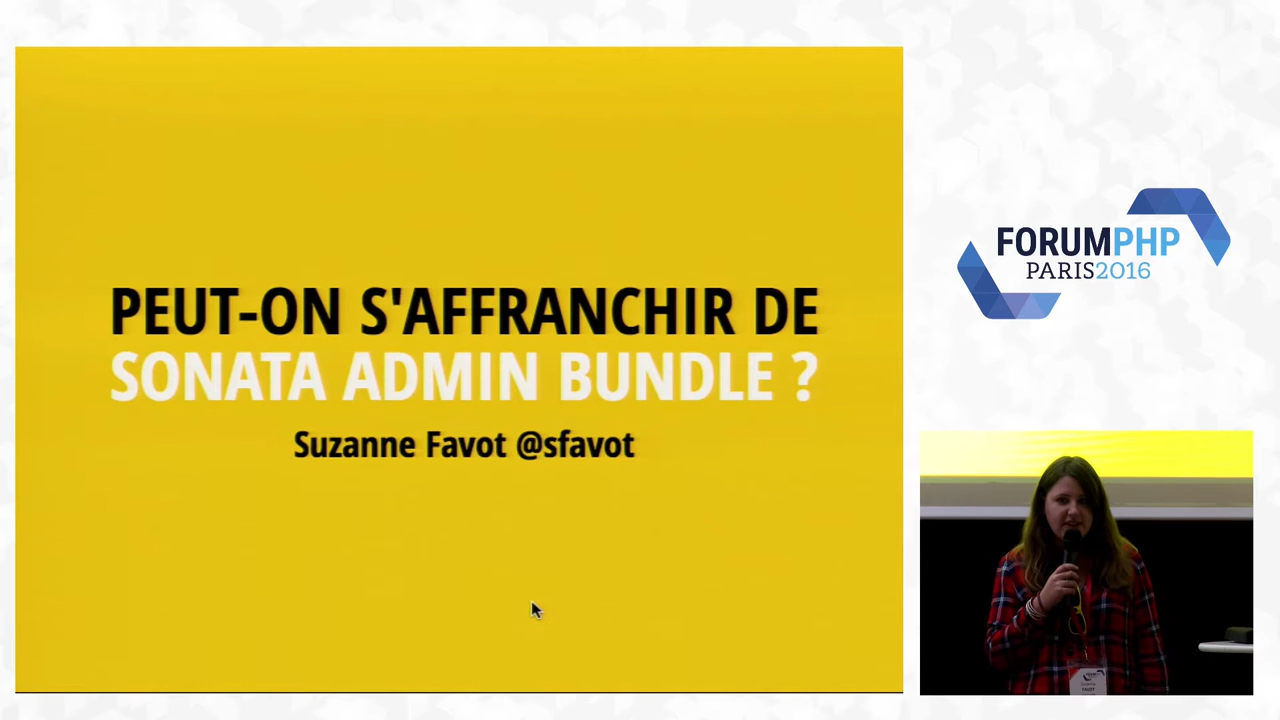 PEUT-ON S'AFFRANCHIR DE
SONATA ADMIN BUNDLE ?
Suzanne Favot @sfavot
FORUMPHP
PARIS2016